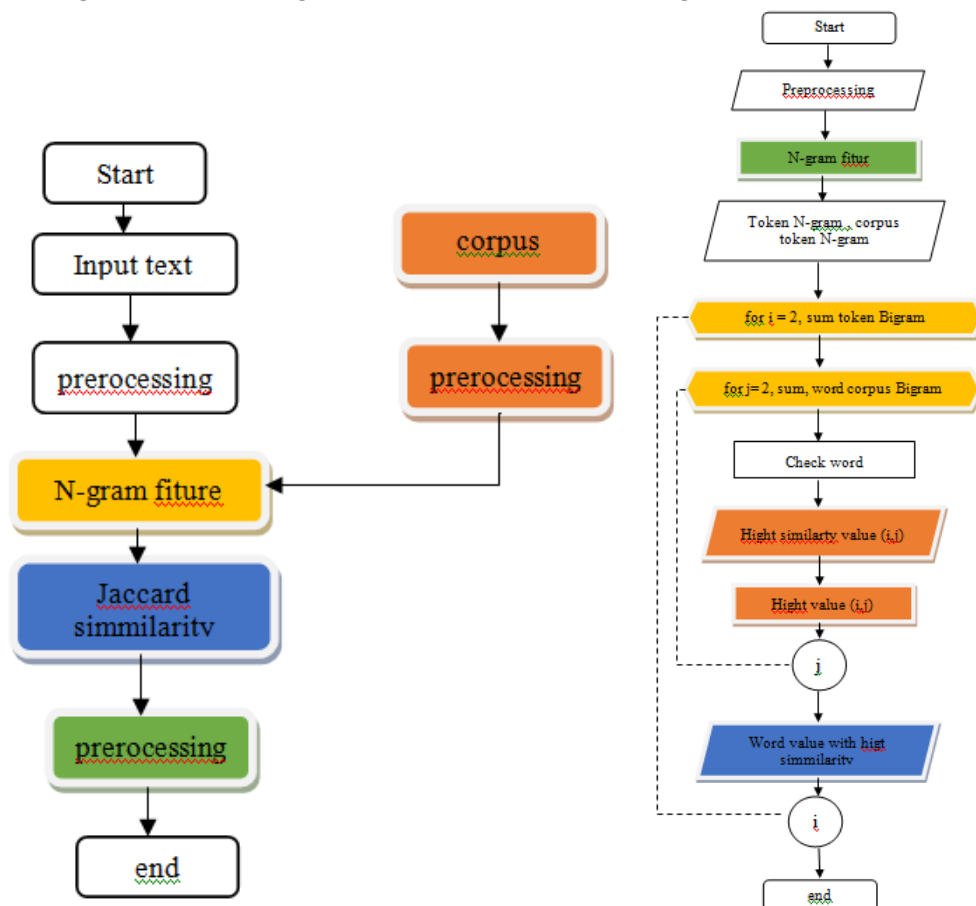 Start
Input text
prerocessing
corpus
prerocessing
N-gram fiture
Jaccard
simmilarity
prerocessing
end
Start
Preprocessing
N-gram fitur
Token N-gram , corpus
token N-gram
for i = 2, sum token Bigram
for j= 2, sum, word corpus Bigram
Check word
Hight similarty value (i,j)
Hight value (i,j)
j
Word value with higt
simmilarity
i
end